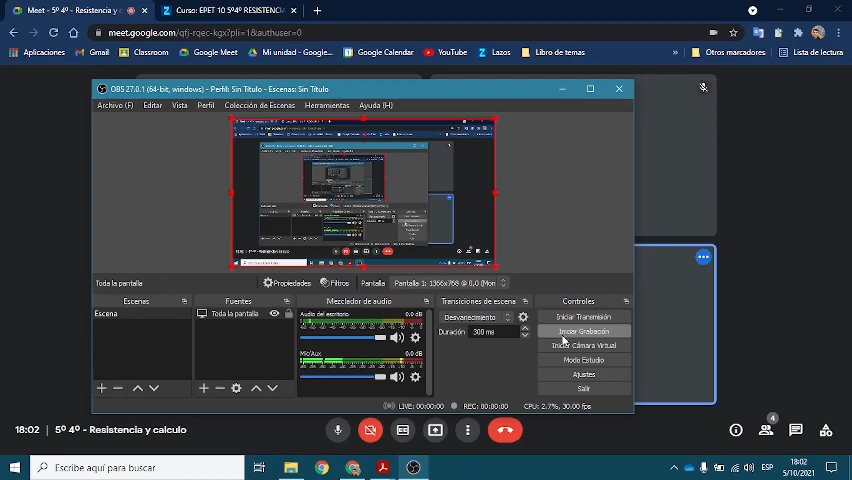 Meet - 5º 4º - Resistencia y
Curso: EPET 10 5º4º RESISTENCIA
meet.google.com/qfj-rqec-kgx?pli=1&authuser=0
Aplicaciones
Gmail
Classroom
Google Meet
Mi unidad - Google D...
Google Calendar
YouTube
Lazos
Libro de temas
»
Otros marcadores
Lista de lectura
OBS 27.0.1 (64-bit, windows) - Perfil: Sin Título - Escenas: Sin Título
Archivo (F)
Editar
Vista
Perfil
Colección de Escenas
Herramientas
Ayuda (H)
Toda la pantalla
Propiedades
Filtros
Pantalla
Pantalla 1: 1366x768 @ 0,0 (Mon
Escenas
Fuentes
Mezclador de audio
Transiciones de escena
Controles
Escena
Toda la pantalla
Audio del escritorio
0.0 dB
Mic/Aux
0.0 dB
Desvanecimiento
Duración
300 ms
Iniciar Transmisión
Iniciar Grabación
Iniciar Cámara Virtual
Modo Estudio
Ajustes
Salir
LIVE: 00:00:00
REC: 00:00:00
CPU: 2.7%, 30.00 fps
18:02
5º 4º - Resistencia y calculo
4
Escribe aquí para buscar
ESP
18:02
5/10/2021